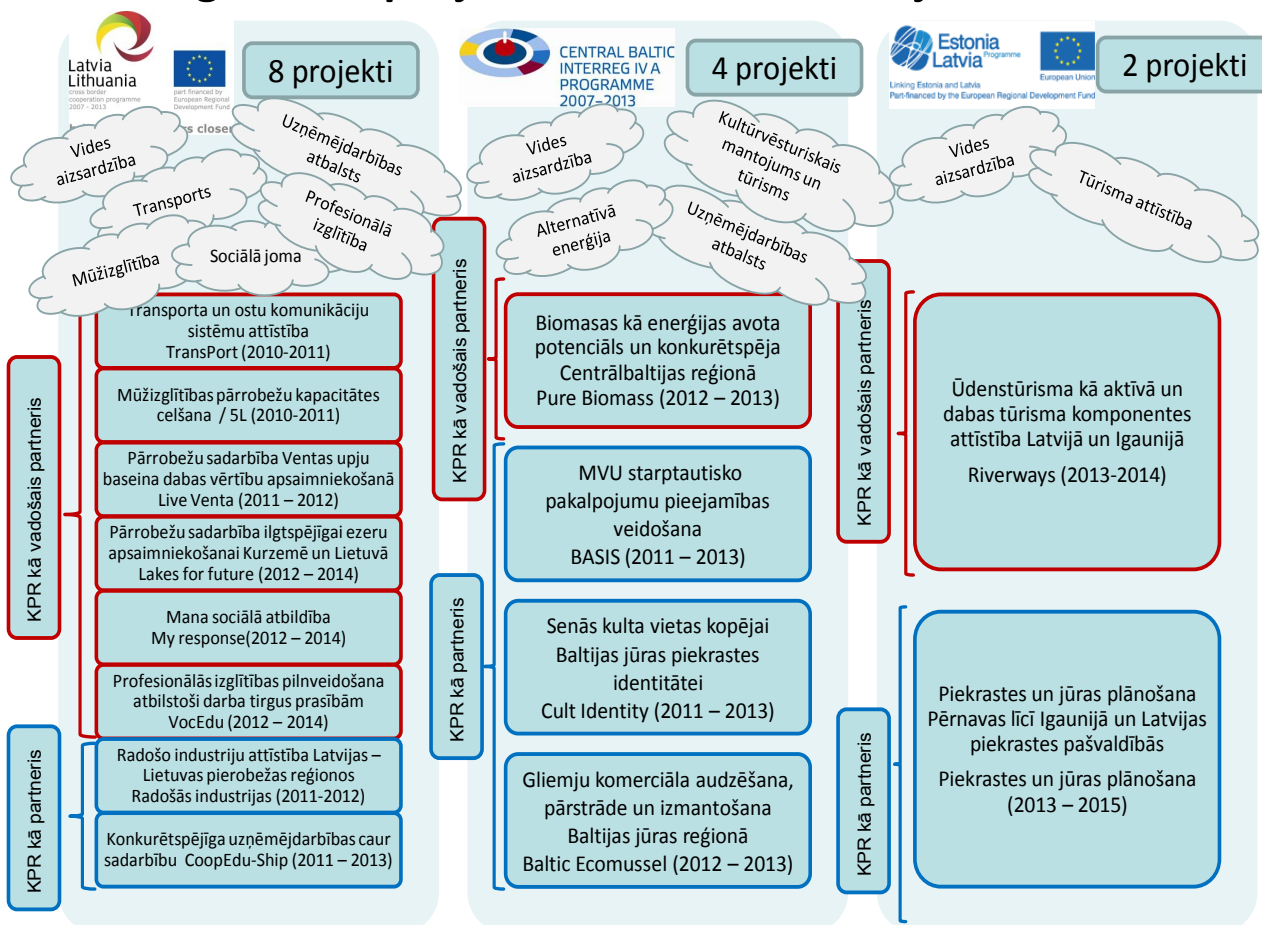 Latvia
Lithuania
cross border
cooperation programme
2007 - 2013
part financed by
European Regional
Development Fund
8 projekti
CENTRAL BALTIC
INTERREG IV A
PROGRAMME
2007–2013
4 projekti
Estonia
Latvia Programme
Linking Estonia and Latvia
European Union
Part-financed by the European Regional Development Fund
2 projekti
Vides
aizsardzība
Uzņēmējdarbības
atbalsts
Transports
Profesionālā
izglītība
Mūžizglītība
Sociālā joma
Vides
aizsardzība
Kultūrvēsturiskais
mantojums un
tūrisms
Alternatīvā
enerģija
Uzņēmējdarbības
atbalsts
Vides
aizsardzība
Tūrisma attīstība
KPR kā vadošais partneris
Transporta un ostu komunikāciju
sistēmu attīstība
TransPort (2010-2011)
Mūžizglītības pārrobežu kapacitātes
celšana / 5L (2010-2011)
Pārrobežu sadarbība Ventas upju
baseina dabas vērtību apsaimniekošanā
Live Venta (2011 – 2012)
Pārrobežu sadarbība ilgtspējīgai ezeru
apsaimniekošanai Kurzemē un Lietuvā
Lakes for future (2012 – 2014)
Mana sociālā atbildība
My response(2012 – 2014)
Profesionālās izglītības pilnveidošana
atbilstoši darba tirgus prasībām
VocEdu (2012 – 2014)
KPR kā partneris
Radošo industriju attīstība Latvijas –
Lietuvas pierobežas reģionos
Radošās industrijas (2011-2012)
Konkurētspējīga uzņēmējdarbības caur
sadarbību CoopEdu-Ship (2011 – 2013)
KPR kā vadošais partneris
Biomasas kā enerģijas avota
potenciāls un konkurētspēja
Centrālbaltijas reģionā
Pure Biomass (2012 – 2013)
KPR kā partneris
MVU starptautisko
pakalpojumu pieejamības
veidošana
BASIS (2011 – 2013)
Senās kulta vietas kopējai
Baltijas jūras piekrastes
identitātei
Cult Identity (2011 – 2013)
Gliemju komerciāla audzēšana,
pārstrāde un izmantošana
Baltijas jūras reģionā
Baltic Ecomussel (2012 – 2013)
KPR kā vadošais partneris
Ūdenstūrisma kā aktīvā un
dabas tūrisma komponentes
attīstība Latvijā un Igaunijā
Riverways (2013-2014)
KPR kā partneris
Piekrastes un jūras plānošana
Pērnavas līcī Igaunijā un Latvijas
piekrastes pašvaldībās
Piekrastes un jūras plānošana
(2013 – 2015)